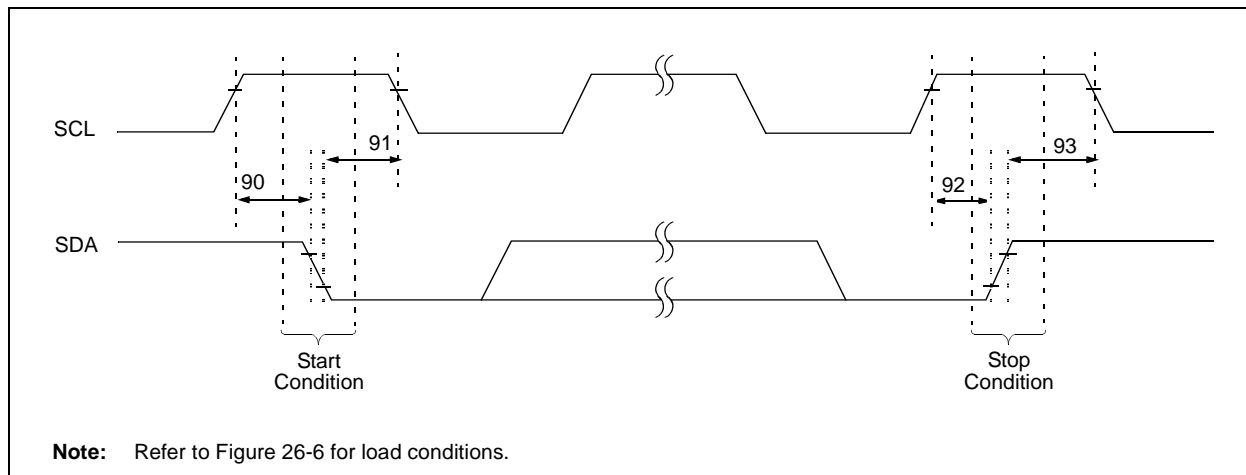 SCL
91
93
90
92
SDA
Start
Condition
Stop
Condition
Note: Refer to Figure 26-6 for load conditions.